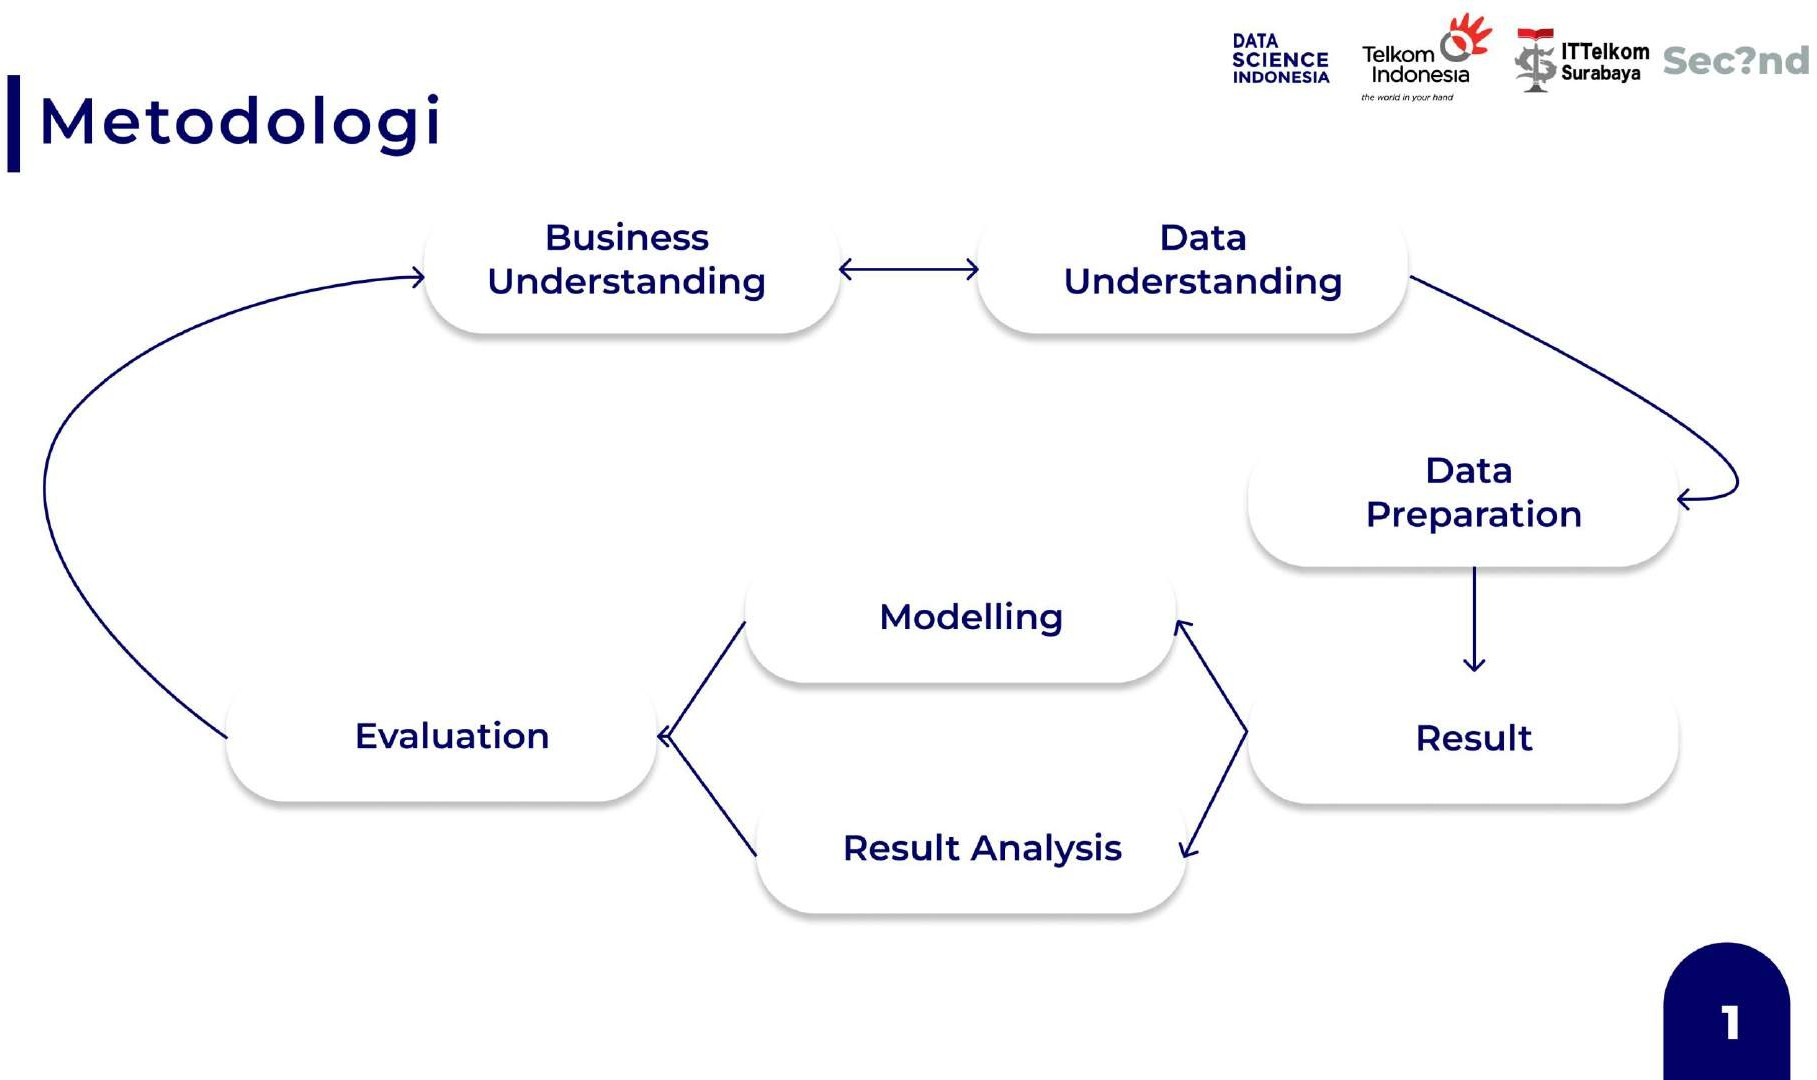 DATA
SCIENCE
INDONESIA
Telkom
Indonesia
the world in your hand
ITTelkom
Surabaya
Sec?nd
Metodologi
Business
Understanding
Data
Understanding
Data
Preparation
Modelling
Evaluation
Result
Result Analysis
1